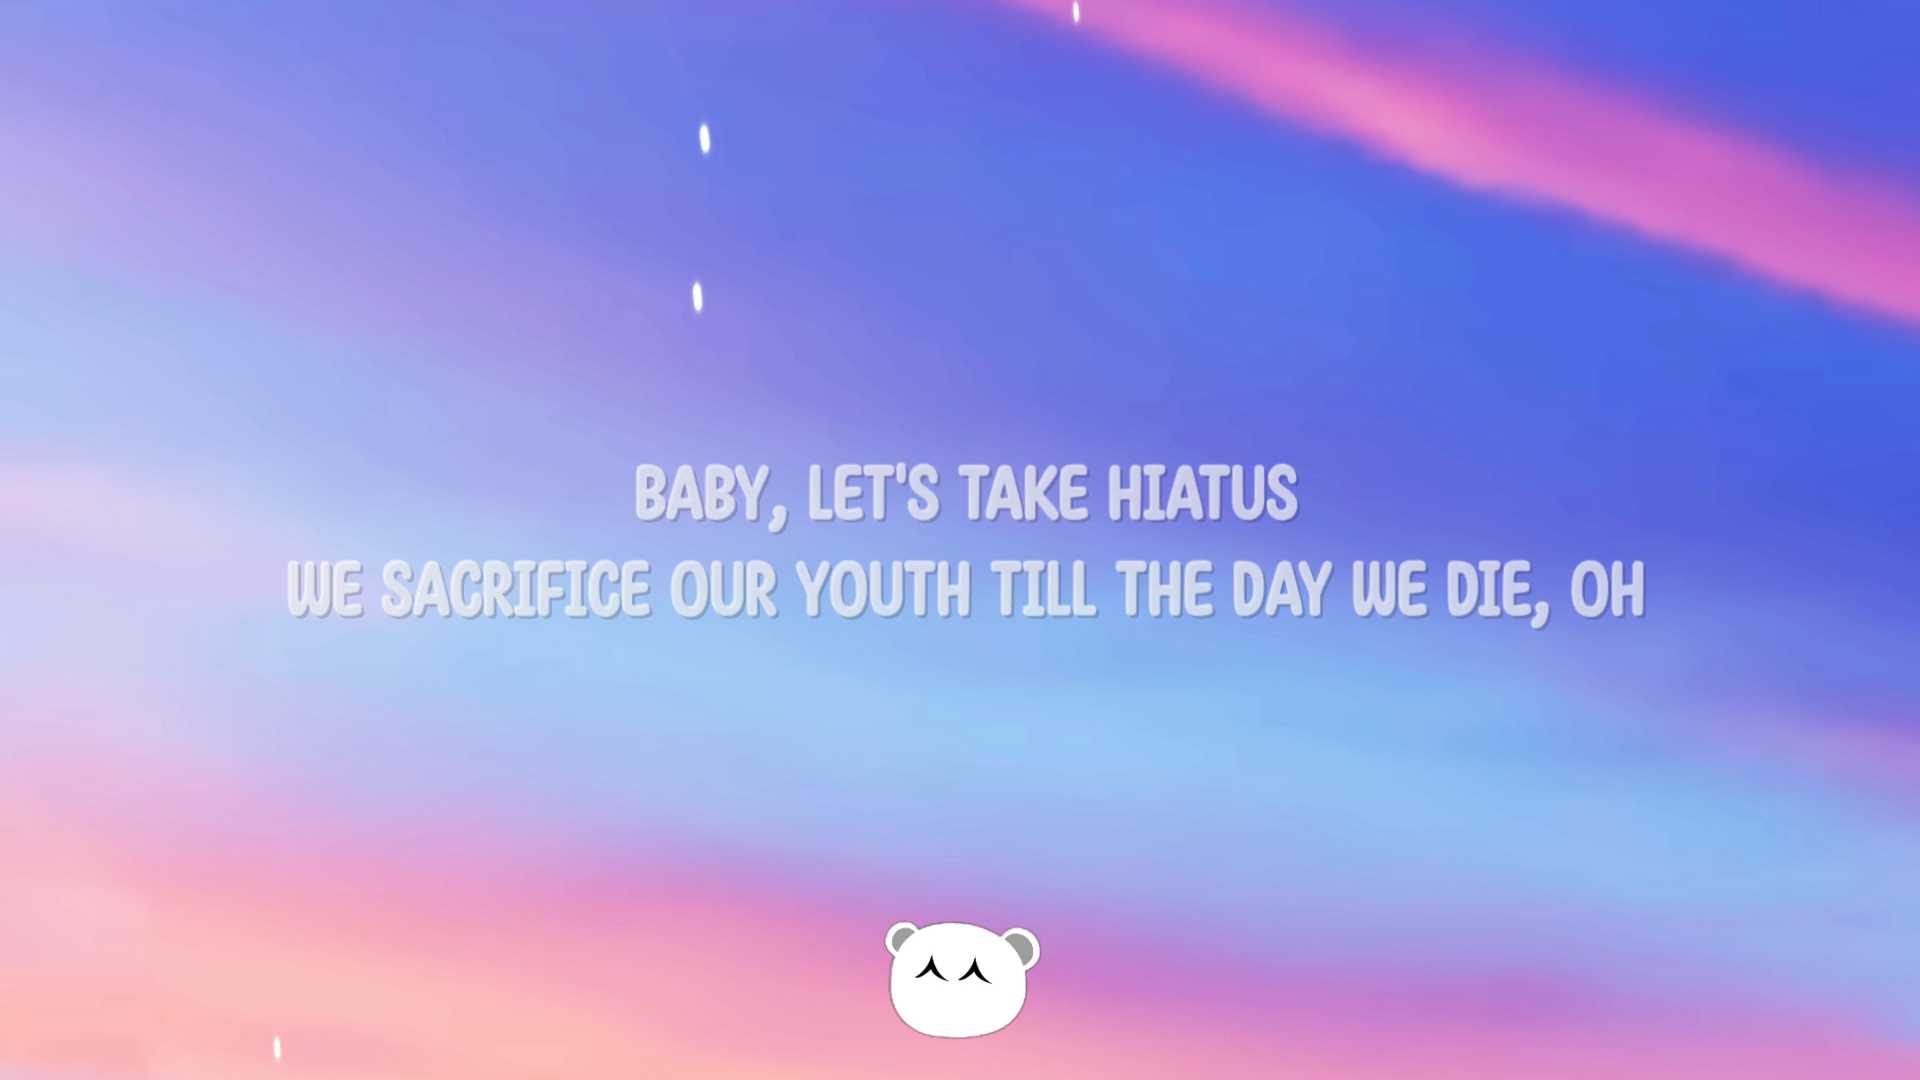 BABY, LET'S TAKE HIATUS
WE SACRIFICE OUR YOUTH TILL THE DAY WE DIE, OH